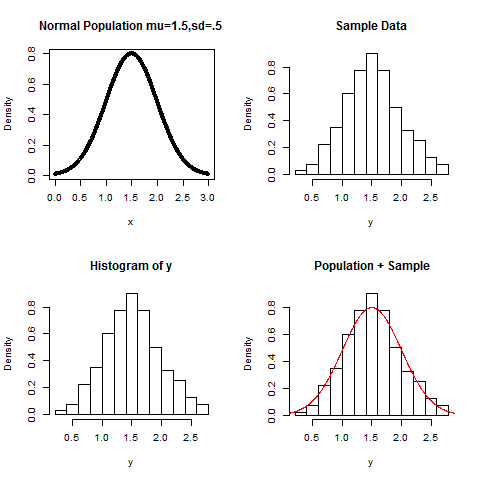 Normal Population mu=1.5,sd=.5
Density
0.0 0.2 0.4 0.6 0.8
0.0 0.5 1.0 1.5 2.0 2.5 3.0
x
Sample Data
Density
0.0 0.2 0.4 0.6 0.8
0.5 1.0 1.5 2.0 2.5
y
Histogram of y
Density
0.0 0.2 0.4 0.6 0.8
0.5 1.0 1.5 2.0 2.5
y
Population + Sample
Density
0.0 0.2 0.4 0.6 0.8
0.5 1.0 1.5 2.0 2.5
y